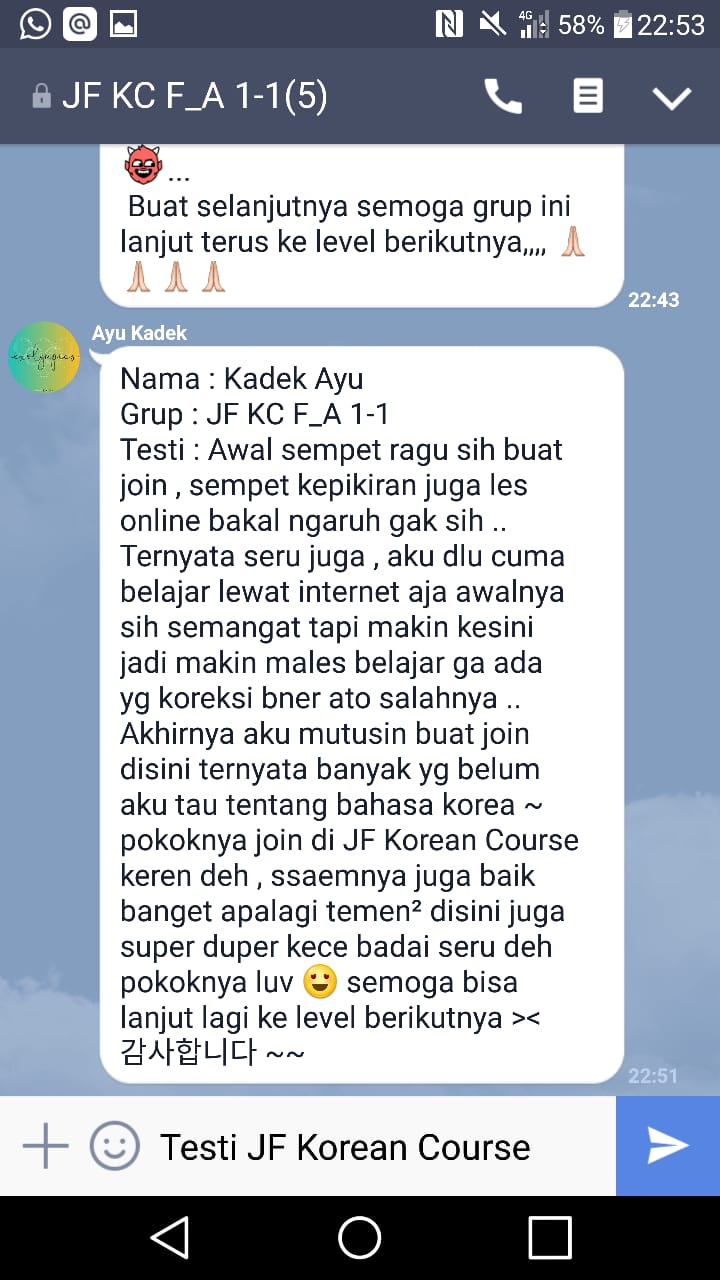 4G 58% 22:53
JF KC F_A 1-1(5)
...
Buat selanjutnya semoga grup ini
lanjut terus ke level berikutnya,,,, 🙏
🙏 🙏 🙏
22:43
Ayu Kadek
Nama : Kadek Ayu
Grup : JF KC F_A 1-1
Testi : Awal sempet ragu sih buat
join , sempet kepikiran juga les
online bakal ngaruh gak sih ..
Ternyata seru juga , aku dlu cuma
belajar lewat internet aja awalnya
sih semangat tapi makin kesini
jadi makin males belajar ga ada
yg koreksi bner ato salahnya ..
Akhirnya aku mutusin buat join
disini ternyata banyak yg belum
aku tau tentang bahasa korea ~
pokoknya join di JF Korean Course
keren deh , ssaemnya juga baik
banget apalagi temen² disini juga
super duper kece badai seru deh
pokoknya luv 😍 semoga bisa
lanjut lagi ke level berikutnya ><
감사합니다 ~~
22:51
Testi JF Korean Course